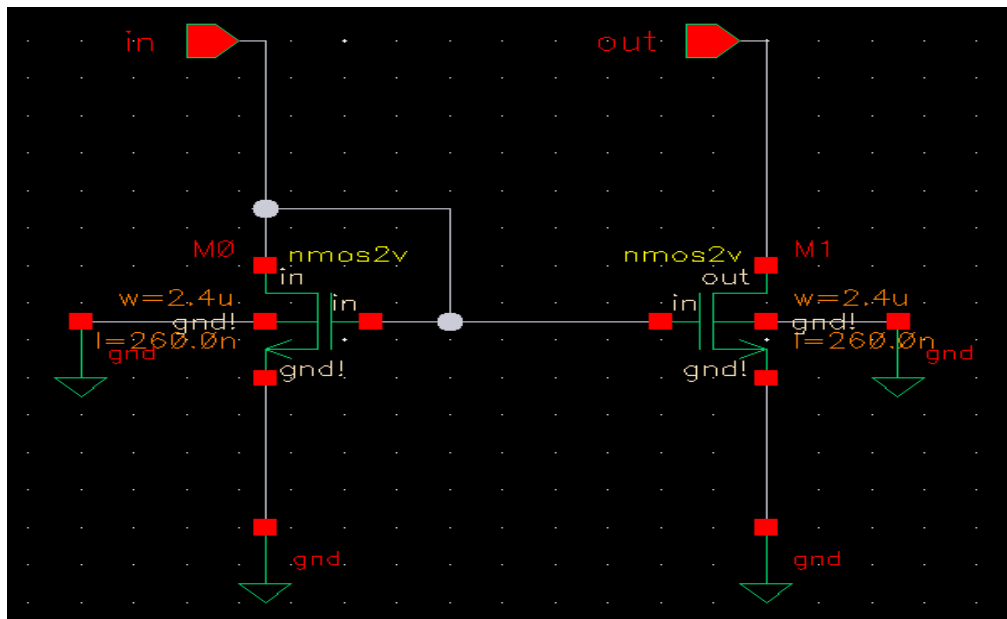 in
out
M0
nmos2v
nmos2v
M1
in
out
w=2.4u
in
in
w=2.4u
gnd!
gnd!
l=260.0n
gnd
l=260.0n
gnd
gnd!
gnd!
gnd
gnd